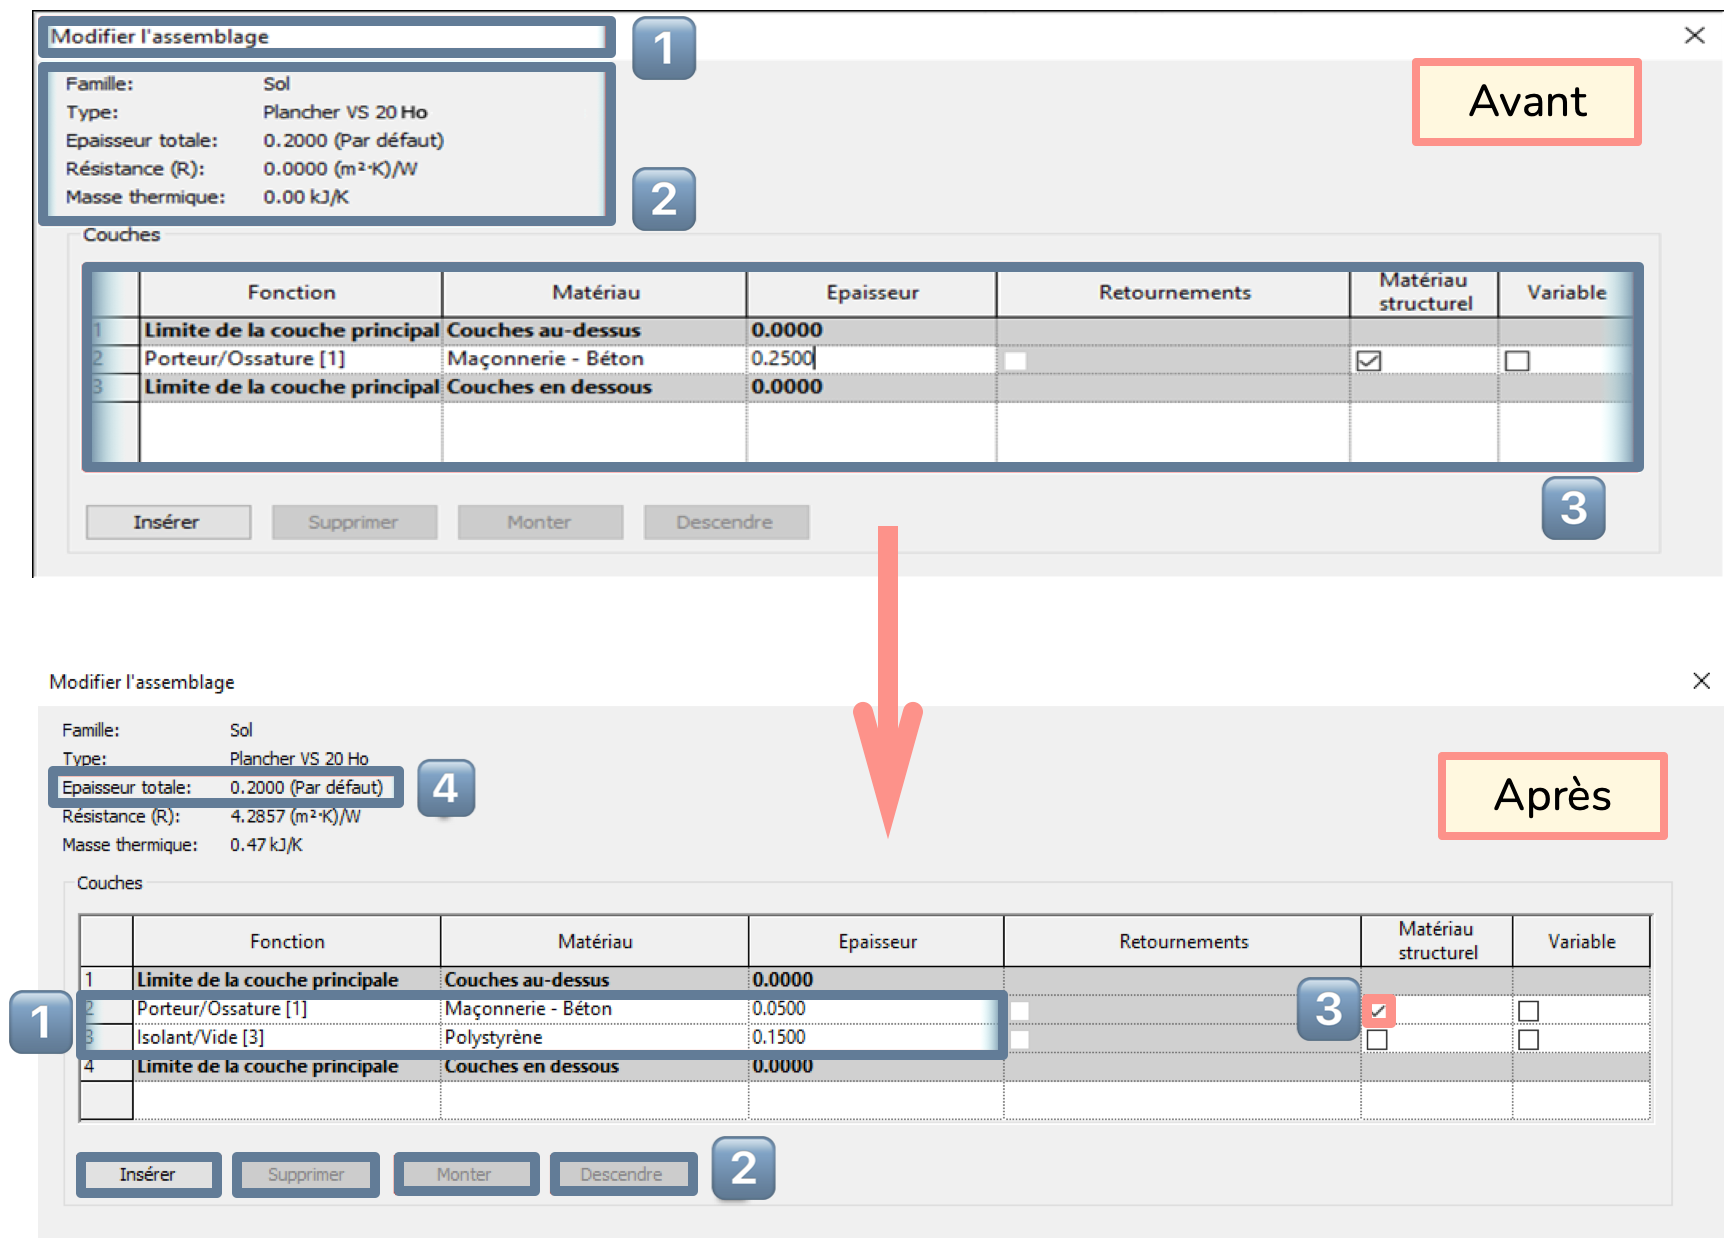 Modifier l'assemblage
1
Avant
Famille: Sol
Type: Plancher VS 20 Ho
Epaisseur totale: 0.2000 (Par défaut)
Résistance (R): 0.0000 (m²·K)/W
Masse thermique: 0.00 kJ/K
2
Couches
Fonction Matériau Epaisseur Retournements Matériau structurel Variable
1 Limite de la couche principal Couches au-dessus 0.0000
2 Porteur/Ossature [1] Maçonnerie - Béton 0.2500
3 Limite de la couche principal Couches en dessous 0.0000
3
Insérer Supprimer Monter Descendre
Modifier l'assemblage
Famille: Sol
Type: Plancher VS 20 Ho
Epaisseur totale: 0.2000 (Par défaut)
4
Après
Résistance (R): 4.2857 (m²·K)/W
Masse thermique: 0.47 kJ/K
Couches
Fonction Matériau Epaisseur Retournements Matériau structurel Variable
1 Limite de la couche principale Couches au-dessus 0.0000
1
2 Porteur/Ossature [1] Maçonnerie - Béton 0.0500
3
3 Isolant/Vide [3] Polystyrène 0.1500
4 Limite de la couche principale Couches en dessous 0.0000
Insérer Supprimer Monter Descendre
2